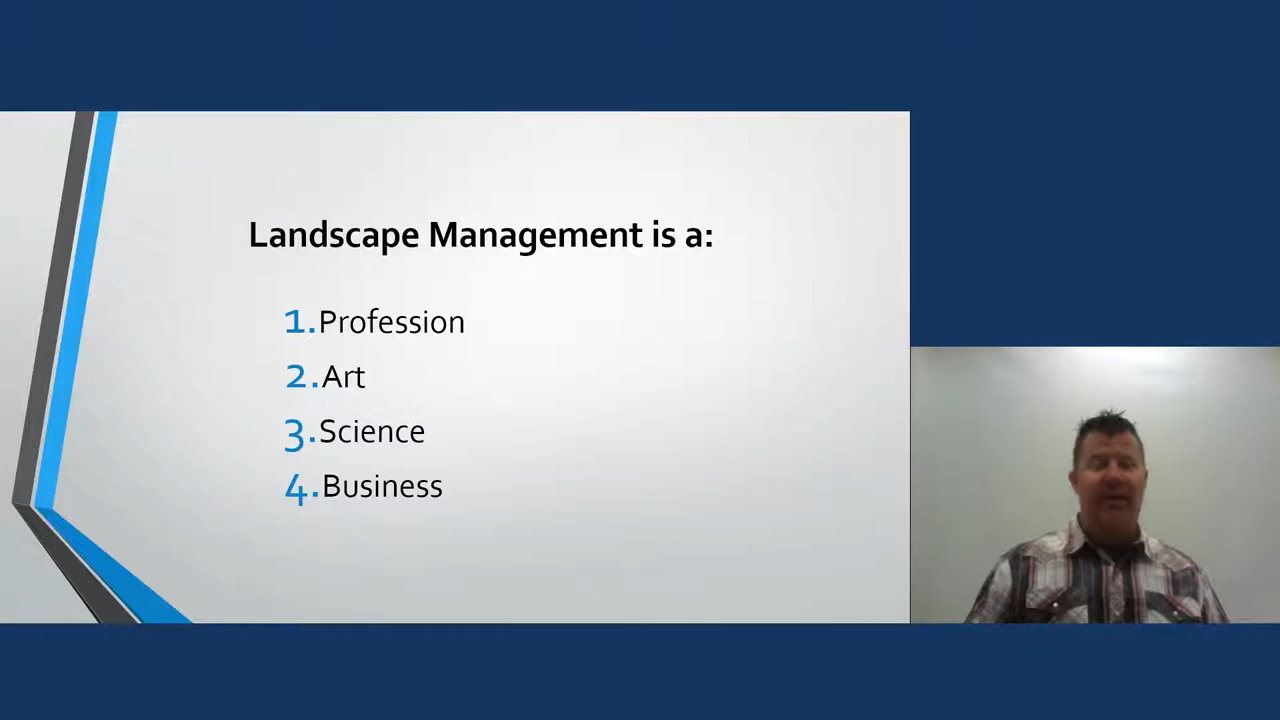 Landscape Management is a:
1.Profession
2.Art
3.Science
4.Business